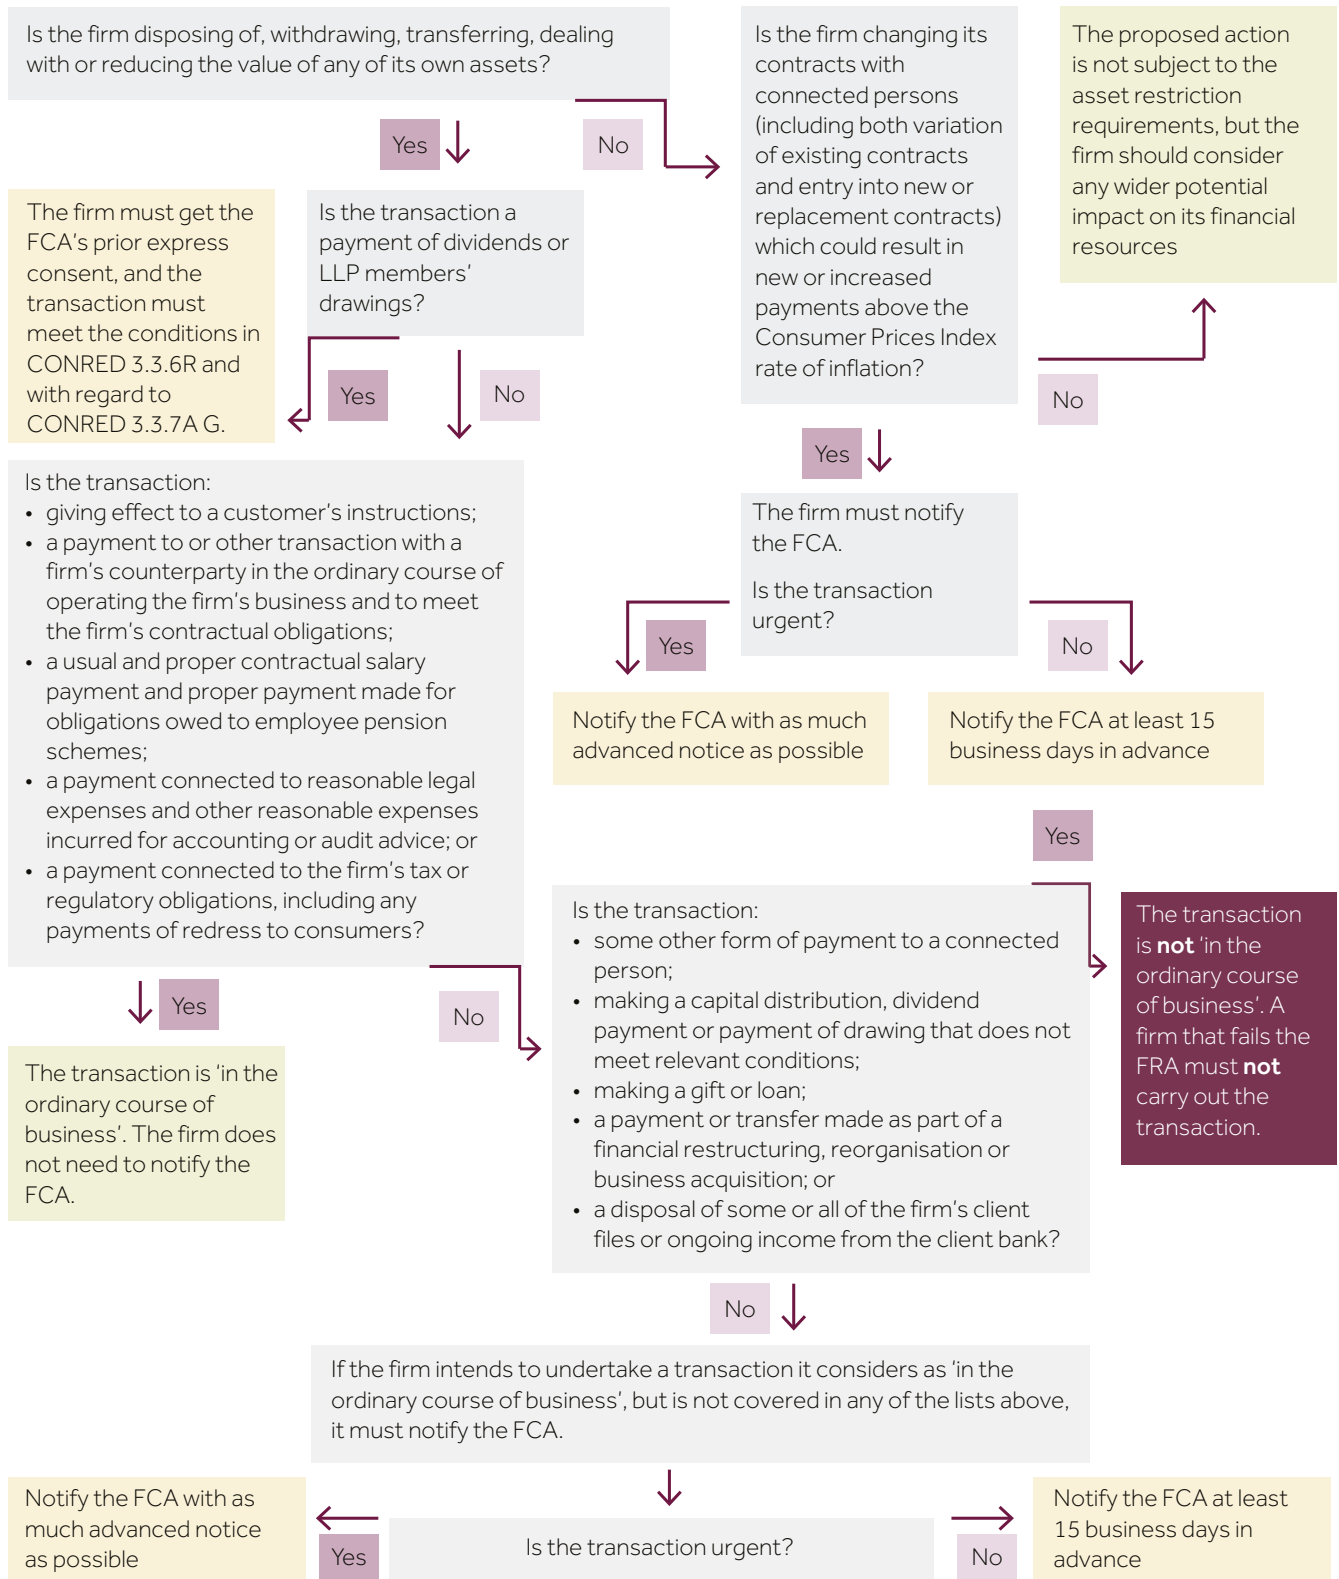 Is the firm disposing of, withdrawing, transferring, dealing
with or reducing the value of any of its own assets?
Yes
No
Is the firm changing its
contracts with
connected persons
(including both variation
of existing contracts
and entry into new or
replacement contracts)
which could result in
new or increased
payments above the
Consumer Prices Index
rate of inflation?
No
The proposed action
is not subject to the
asset restriction
requirements, but the
firm should consider
any wider potential
impact on its financial
resources
Is the transaction a
payment of dividends or
LLP members'
drawings?
Yes
No
The firm must get the
FCA's prior express
consent, and the
transaction must
meet the conditions in
CONRED 3.3.6R and
with regard to
CONRED 3.3.7A G.
Yes
The firm must notify
the FCA.
Is the transaction
urgent?
Yes
No
Notify the FCA with as much
advanced notice as possible
Notify the FCA at least 15
business days in advance
Is the transaction:
• giving effect to a customer's instructions;
• a payment to or other transaction with a
firm's counterparty in the ordinary course of
operating the firm's business and to meet
the firm's contractual obligations;
• a usual and proper contractual salary
payment and proper payment made for
obligations owed to employee pension
schemes;
• a payment connected to reasonable legal
expenses and other reasonable expenses
incurred for accounting or audit advice; or
• a payment connected to the firm's tax or
regulatory obligations, including any
payments of redress to consumers?
Yes
No
The transaction is 'in the
ordinary course of
business'. The firm does
not need to notify the
FCA.
Is the transaction:
• some other form of payment to a connected
person;
• making a capital distribution, dividend
payment or payment of drawing that does not
meet relevant conditions;
• making a gift or loan;
• a payment or transfer made as part of a
financial restructuring, reorganisation or
business acquisition; or
• a disposal of some or all of the firm's client
files or ongoing income from the client bank?
Yes
The transaction
is not 'in the
ordinary course
of business'. A
firm that fails the
FRA must not
carry out the
transaction.
No
If the firm intends to undertake a transaction it considers as 'in the
ordinary course of business', but is not covered in any of the lists above,
it must notify the FCA.
Is the transaction urgent?
Yes
No
Notify the FCA with as
much advanced notice
as possible
Notify the FCA at least
15 business days in
advance